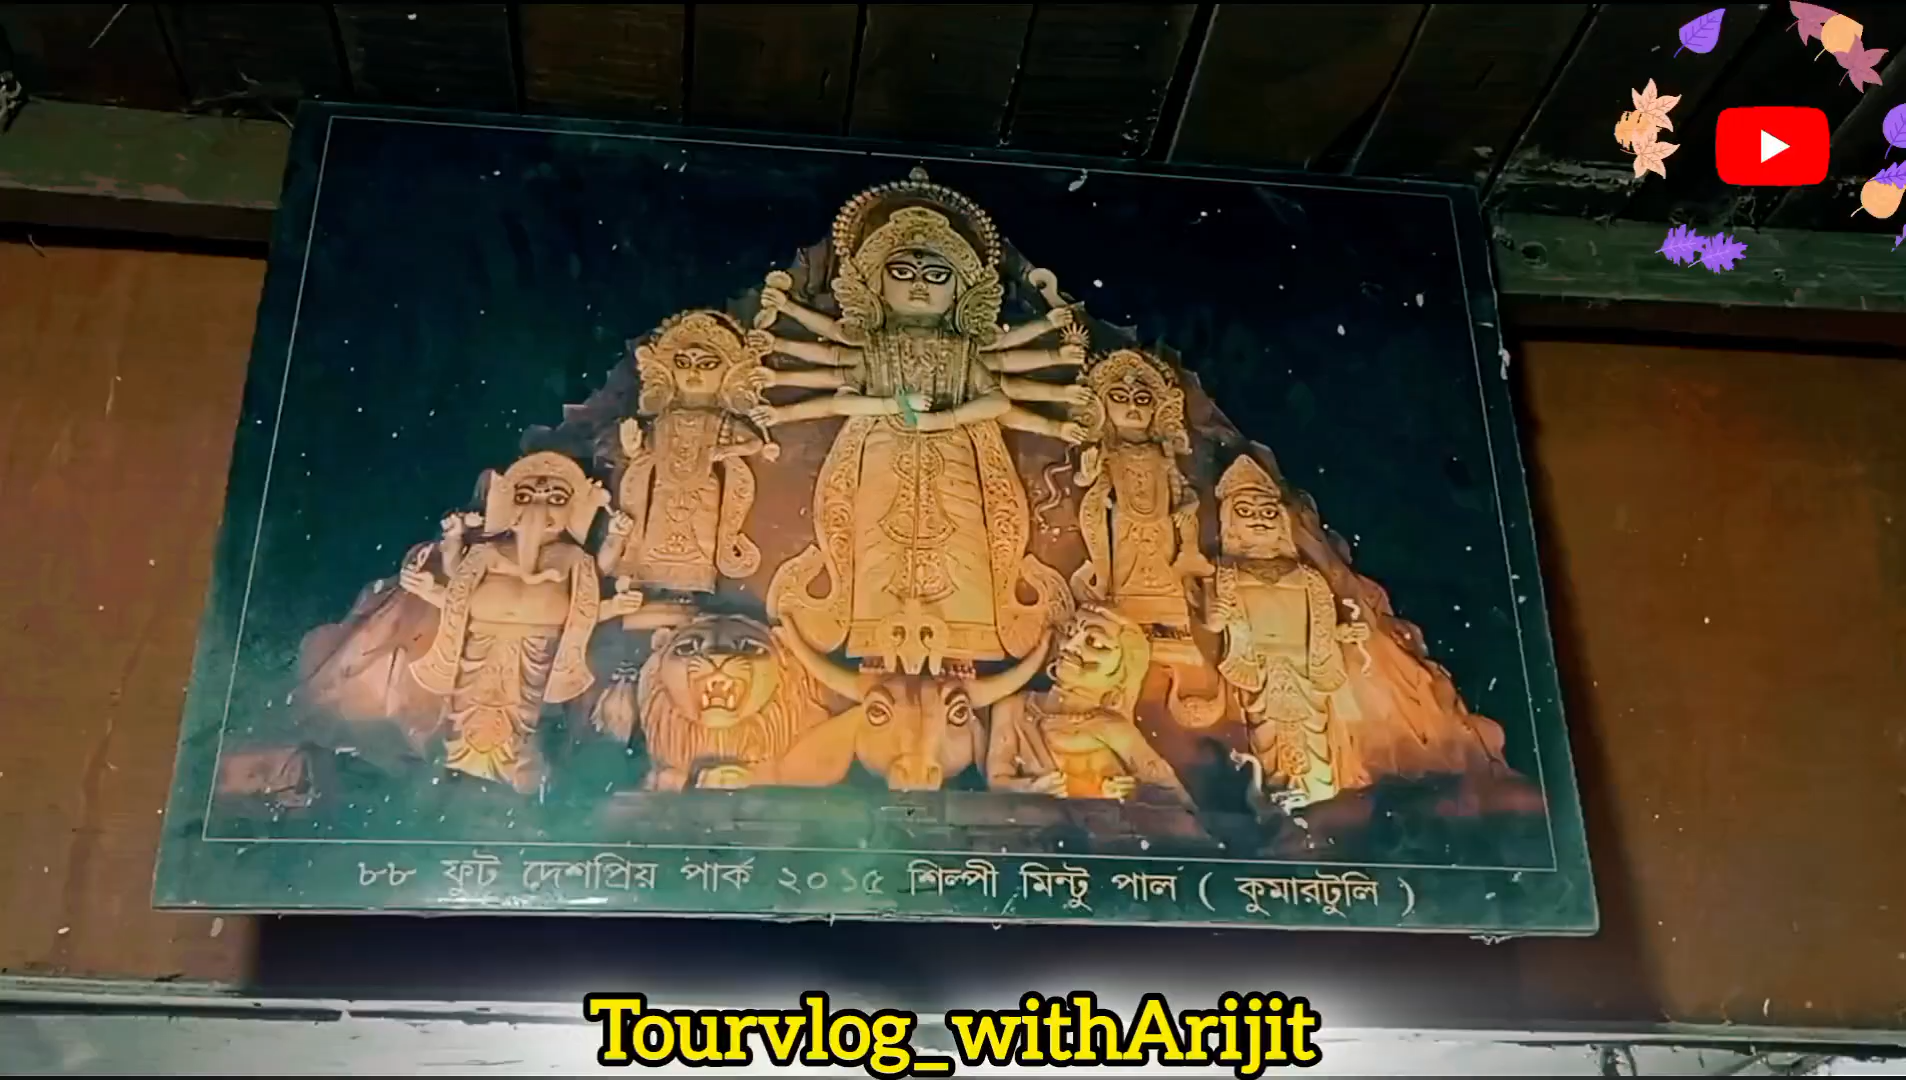 ৮৮ ফুট দেশপ্রিয় পার্ক ২০১৫ শিল্পী মিন্টু পাল ( কুমারটুলি )
Tourvlog_withArijit